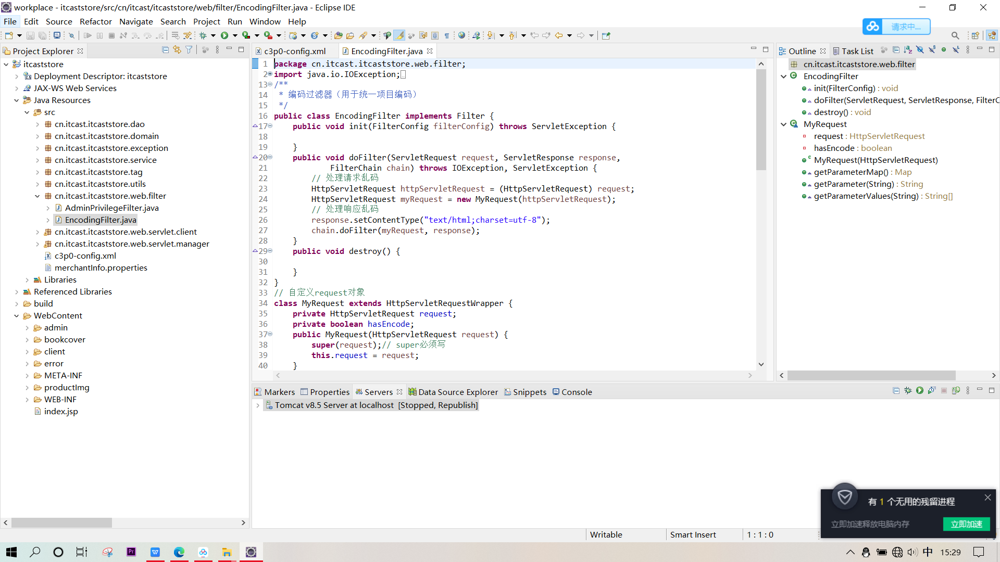 workplace - itcaststore/src/cn/itcast/itcaststore/web/filter/EncodingFilter.java - Eclipse IDE
File Edit Source Refactor Navigate Search Project Run Window Help
请求中...
Project Explorer
itcaststore
Deployment Descriptor: itcaststore
JAX-WS Web Services
Java Resources
src
cn.itcast.itcaststore.dao
cn.itcast.itcaststore.domain
cn.itcast.itcaststore.exception
cn.itcast.itcaststore.service
cn.itcast.itcaststore.tag
cn.itcast.itcaststore.utils
cn.itcast.itcaststore.web.filter
AdminPrivilegeFilter.java
EncodingFilter.java
cn.itcast.itcaststore.web.servlet.client
cn.itcast.itcaststore.web.servlet.manager
c3p0-config.xml
merchantInfo.properties
Libraries
Referenced Libraries
build
WebContent
admin
bookcover
client
error
META-INF
productImg
WEB-INF
index.jsp
c3p0-config.xml EncodingFilter.java
1 package cn.itcast.itcaststore.web.filter;
2 import java.io.IOException;
13 /**
14 * 编码过滤器（用于统一项目编码）
15 */
16 public class EncodingFilter implements Filter {
17 public void init(FilterConfig filterConfig) throws ServletException {
18
19 }
20 public void doFilter(ServletRequest request, ServletResponse response,
21 FilterChain chain) throws IOException, ServletException {
22 // 处理请求乱码
23 HttpServletRequest httpServletRequest = (HttpServletRequest) request;
24 HttpServletRequest myRequest = new MyRequest(httpServletRequest);
25 // 处理响应乱码
26 response.setContentType("text/html;charset=utf-8");
27 chain.doFilter(myRequest, response);
28 }
29 public void destroy() {
30
31 }
32 }
33 // 自定义request对象
34 class MyRequest extends HttpServletRequestWrapper {
35 private HttpServletRequest request;
36 private boolean hasEncode;
37 public MyRequest(HttpServletRequest request) {
38 super(request);// super必须写
39 this.request = request;
40 }
Outline Task List
cn.itcast.itcaststore.web.filter
EncodingFilter
init(FilterConfig) : void
doFilter(ServletRequest, ServletResponse, FilterC
destroy() : void
MyRequest
request : HttpServletRequest
hasEncode : boolean
MyRequest(HttpServletRequest)
getParameterMap() : Map
getParameter(String) : String
getParameterValues(String) : String[]
Markers Properties Servers Data Source Explorer Snippets Console
Tomcat v8.5 Server at localhost [Stopped, Republish]
有 1 个无用的残留进程
立即加速释放电脑内存 立即加速
Writable Smart Insert 1 : 1 : 0
Pr
中 15:29